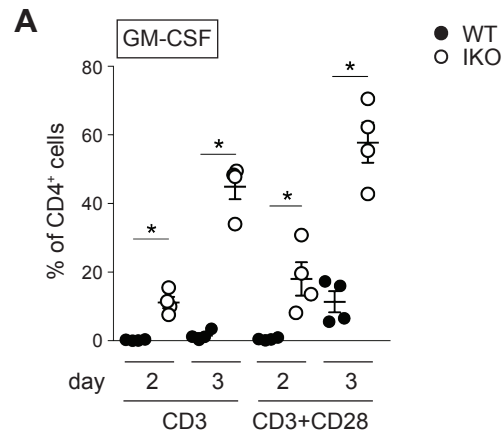 A
GM-CSF
WT
IKO
% of CD4⁺ cells
80
60
40
20
0
*
*
*
*
day
2
3
2
3
CD3
CD3+CD28